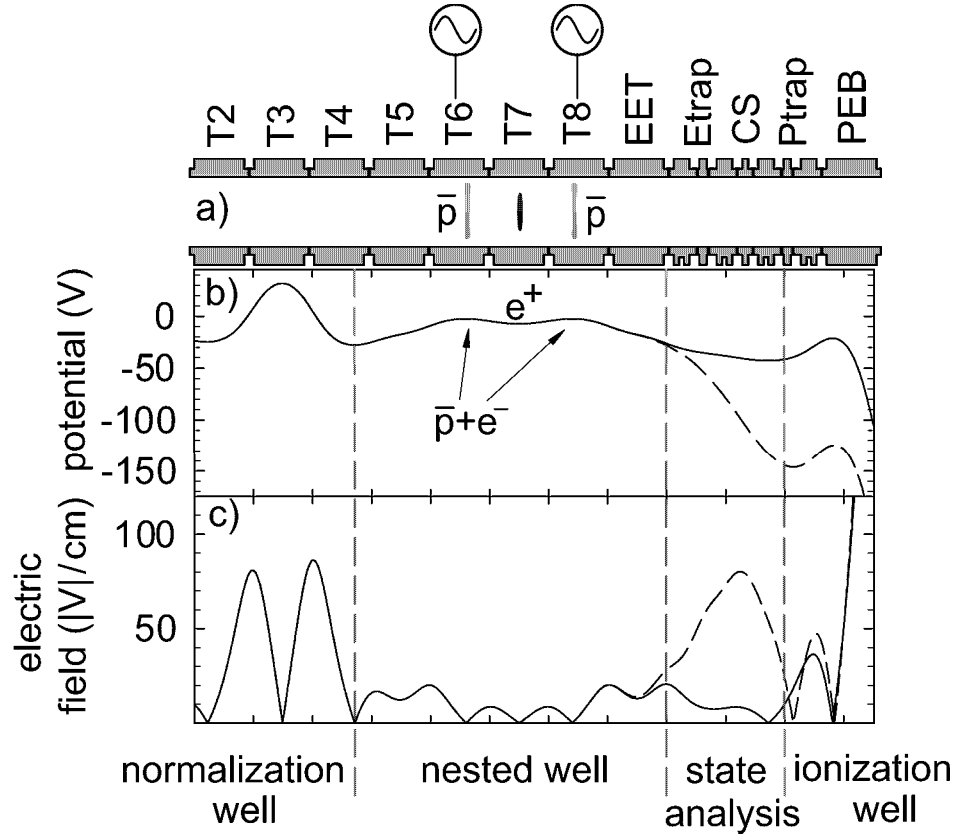 T2 T3 T4 T5 T6 T7 T8 EET Etrap CS Ptrap PEB
a)
p̅ p̅
b)
potential (V)
0
-50
-100
-150
e⁺
p̅+e⁻
c)
electric
field (|V|/cm)
100
50
normalization
well
nested well
state
analysis
ionization
well